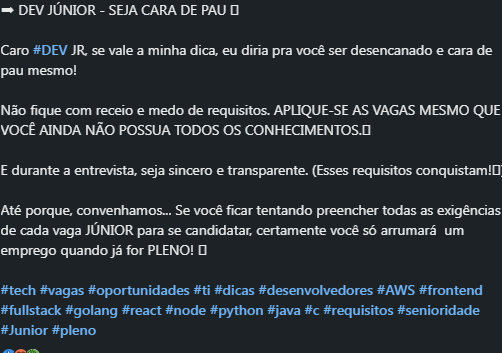 ➡ DEV JÚNIOR - SEJA CARA DE PAU
Caro #DEV JR, se vale a minha dica, eu diria pra você ser desencanado e cara de
pau mesmo!
Não fique com receio e medo de requisitos. APLIQUE-SE AS VAGAS MESMO QUE
VOCÊ AINDA NÃO POSSUA TODOS OS CONHECIMENTOS.
E durante a entrevista, seja sincero e transparente. (Esses requisitos conquistam!)
Até porque, convenhamos... Se você ficar tentando preencher todas as exigências
de cada vaga JÚNIOR para se candidatar, certamente você só arrumará um
emprego quando já for PLENO!
#tech #vagas #oportunidades #ti #dicas #desenvolvedores #AWS #frontend
#fullstack #golang #react #node #python #java #c #requisitos #senioridade
#Junior #pleno